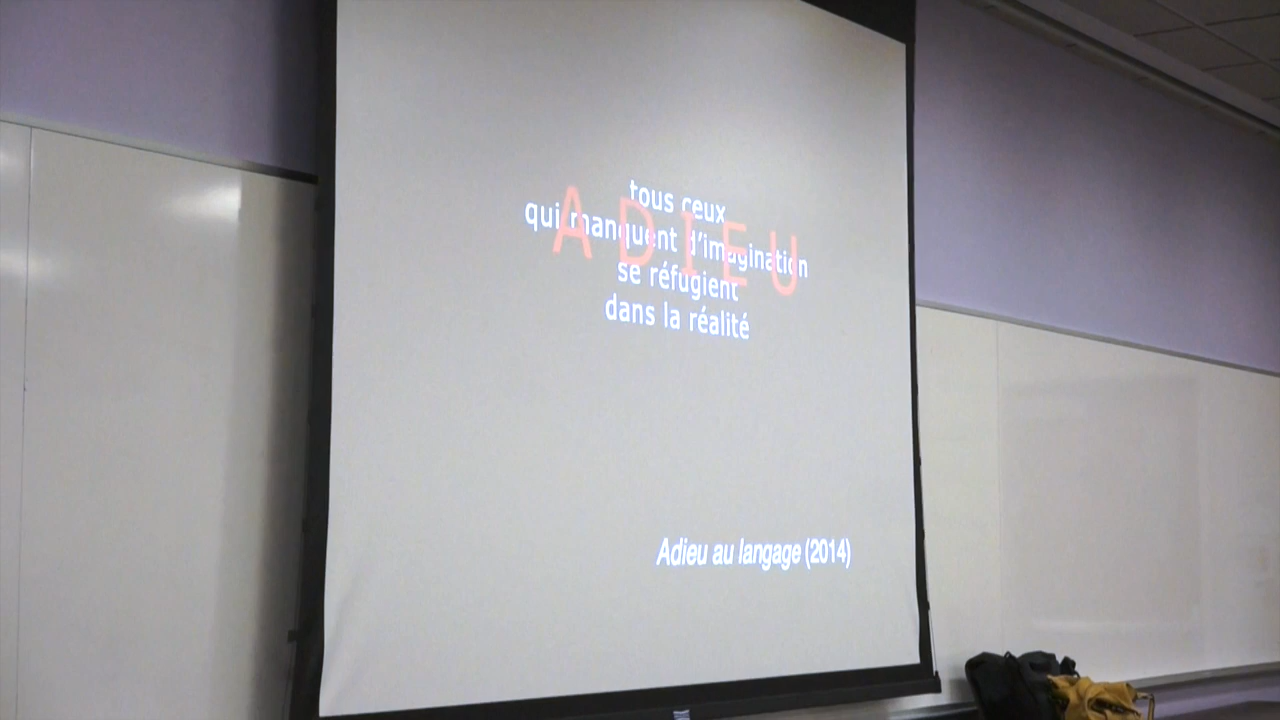 tous ceux
qui manquent d'imagination
se réfugient
dans la réalité
ADIEU
Adieu au langage (2014)